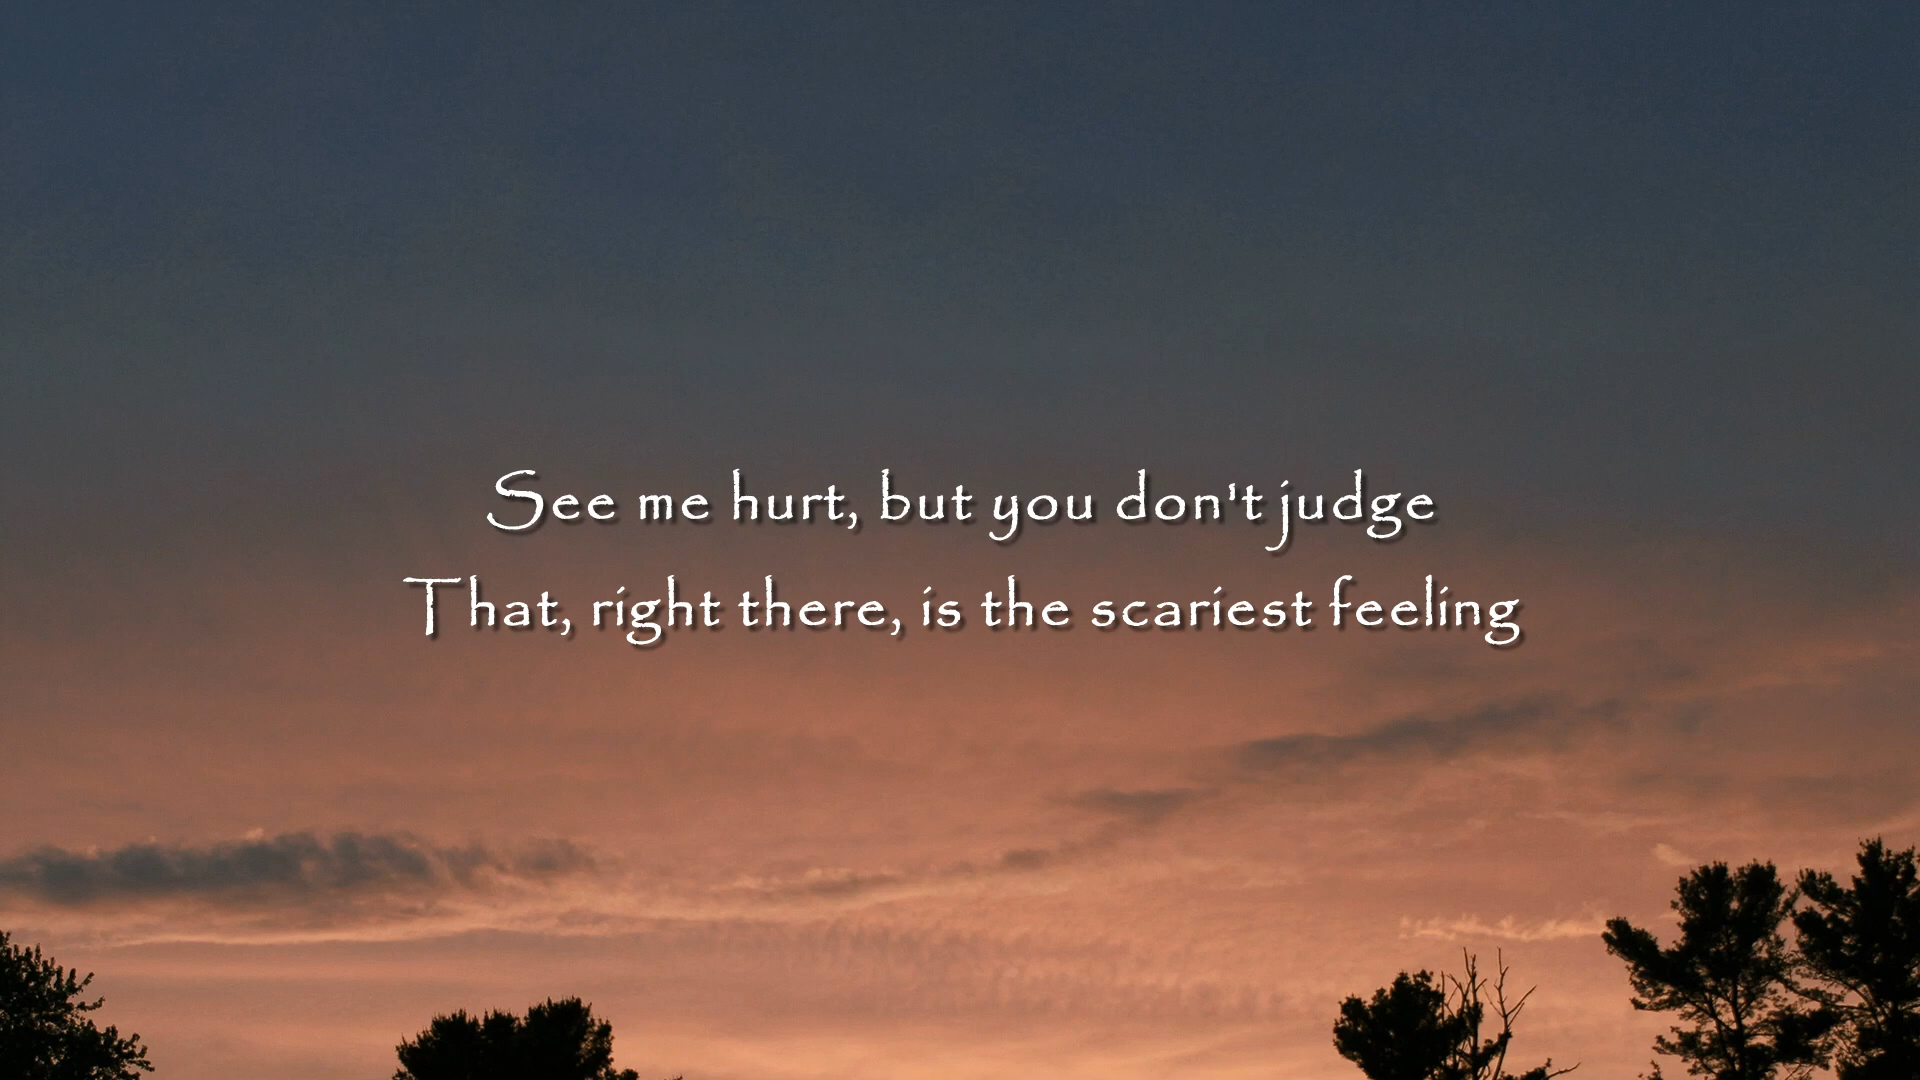 See me hurt, but you don't judge
That, right there, is the scariest feeling